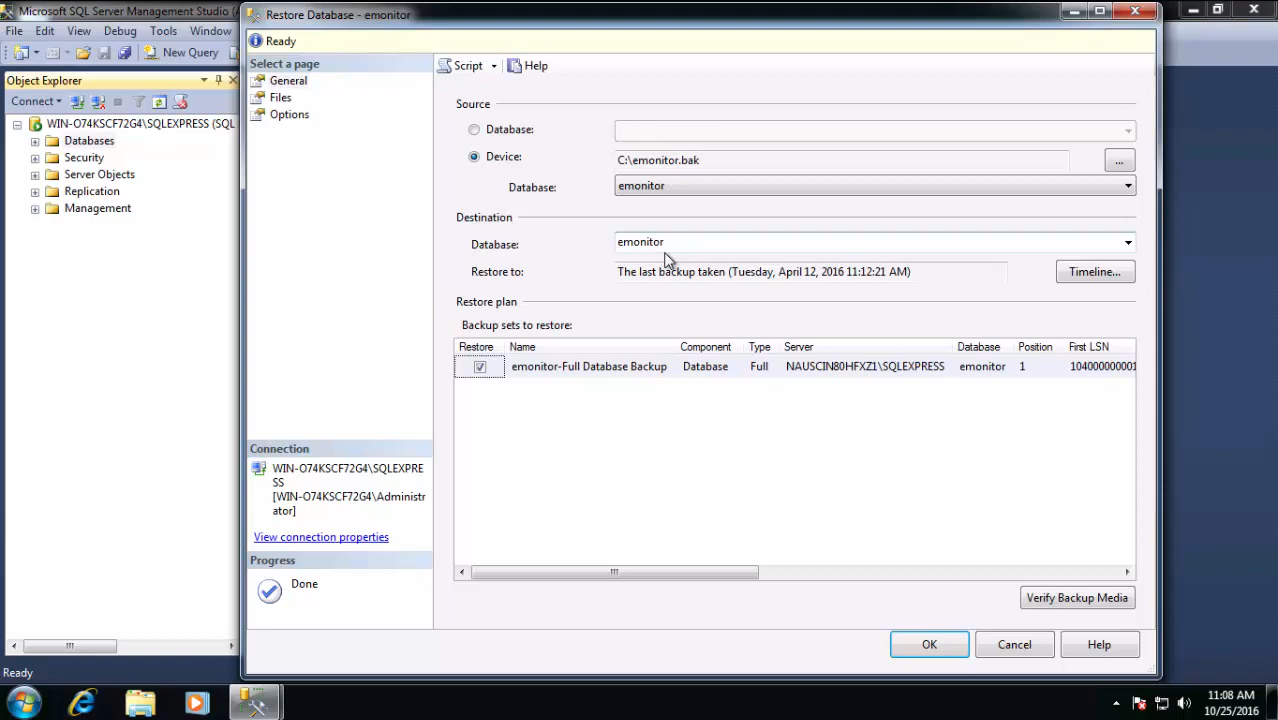 Microsoft SQL Server Management Studio (A
Restore Database - emonitor
File Edit View Debug Tools Window
New Query
Ready
Object Explorer
Connect
WIN-O74KSCF72G4\SQLEXPRESS (SQL
Databases
Security
Server Objects
Replication
Management
Select a page
General
Files
Options
Script
Help
Source
Database:
Device:
C:\emonitor.bak
...
Database:
emonitor
Destination
Database:
emonitor
Restore to:
The last backup taken (Tuesday, April 12, 2016 11:12:21 AM)
Timeline...
Restore plan
Backup sets to restore:
Restore Name Component Type Server Database Position First LSN
emonitor-Full Database Backup Database Full NAUSCIN80HFXZ1\SQLEXPRESS emonitor 1 10400000001
Connection
WIN-O74KSCF72G4\SQLEXPRE
SS
[WIN-O74KSCF72G4\Administr
ator]
View connection properties
Progress
Done
Verify Backup Media
OK
Cancel
Help
Ready
11:08 AM
10/25/2016